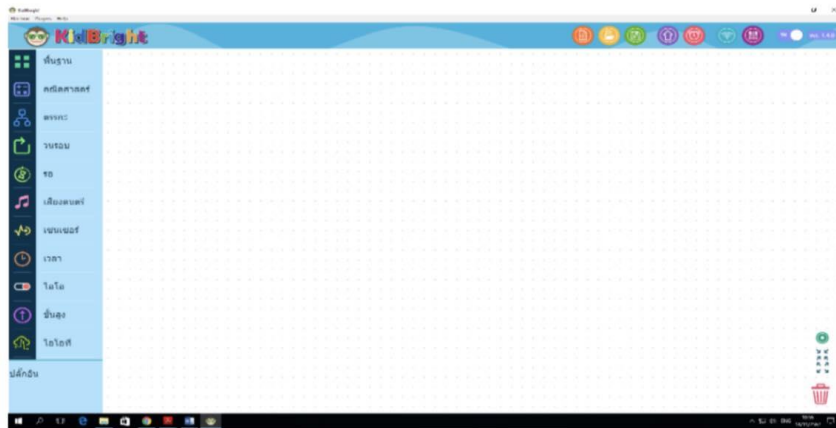 KidBright
KidBright
พื้นฐาน
คณิตศาสตร์
ตรรกะ
วนรอบ
รอ
เสียงดนตรี
เซนเซอร์
เวลา
ไอโอ
ขั้นสูง
ไอโอที
ปลั๊กอิน
ENG